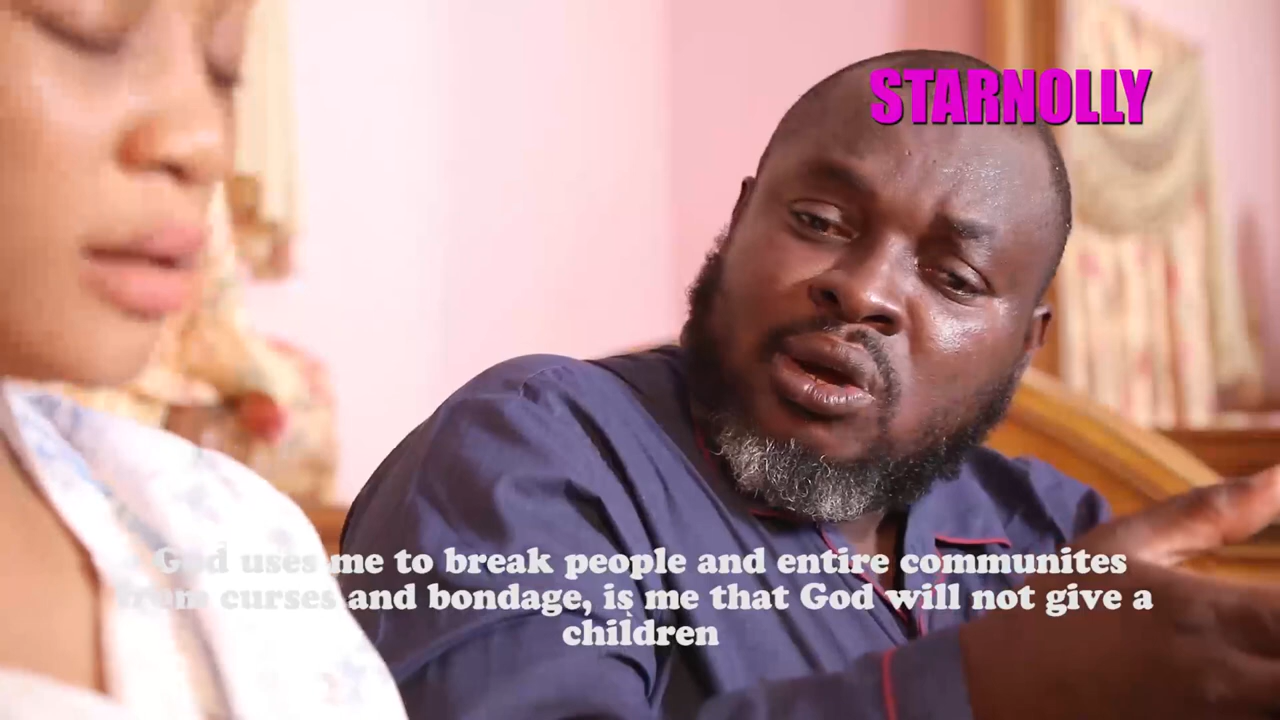 STARNOLLY
God uses me to break people and entire communites
from curses and bondage, is me that God will not give a
children